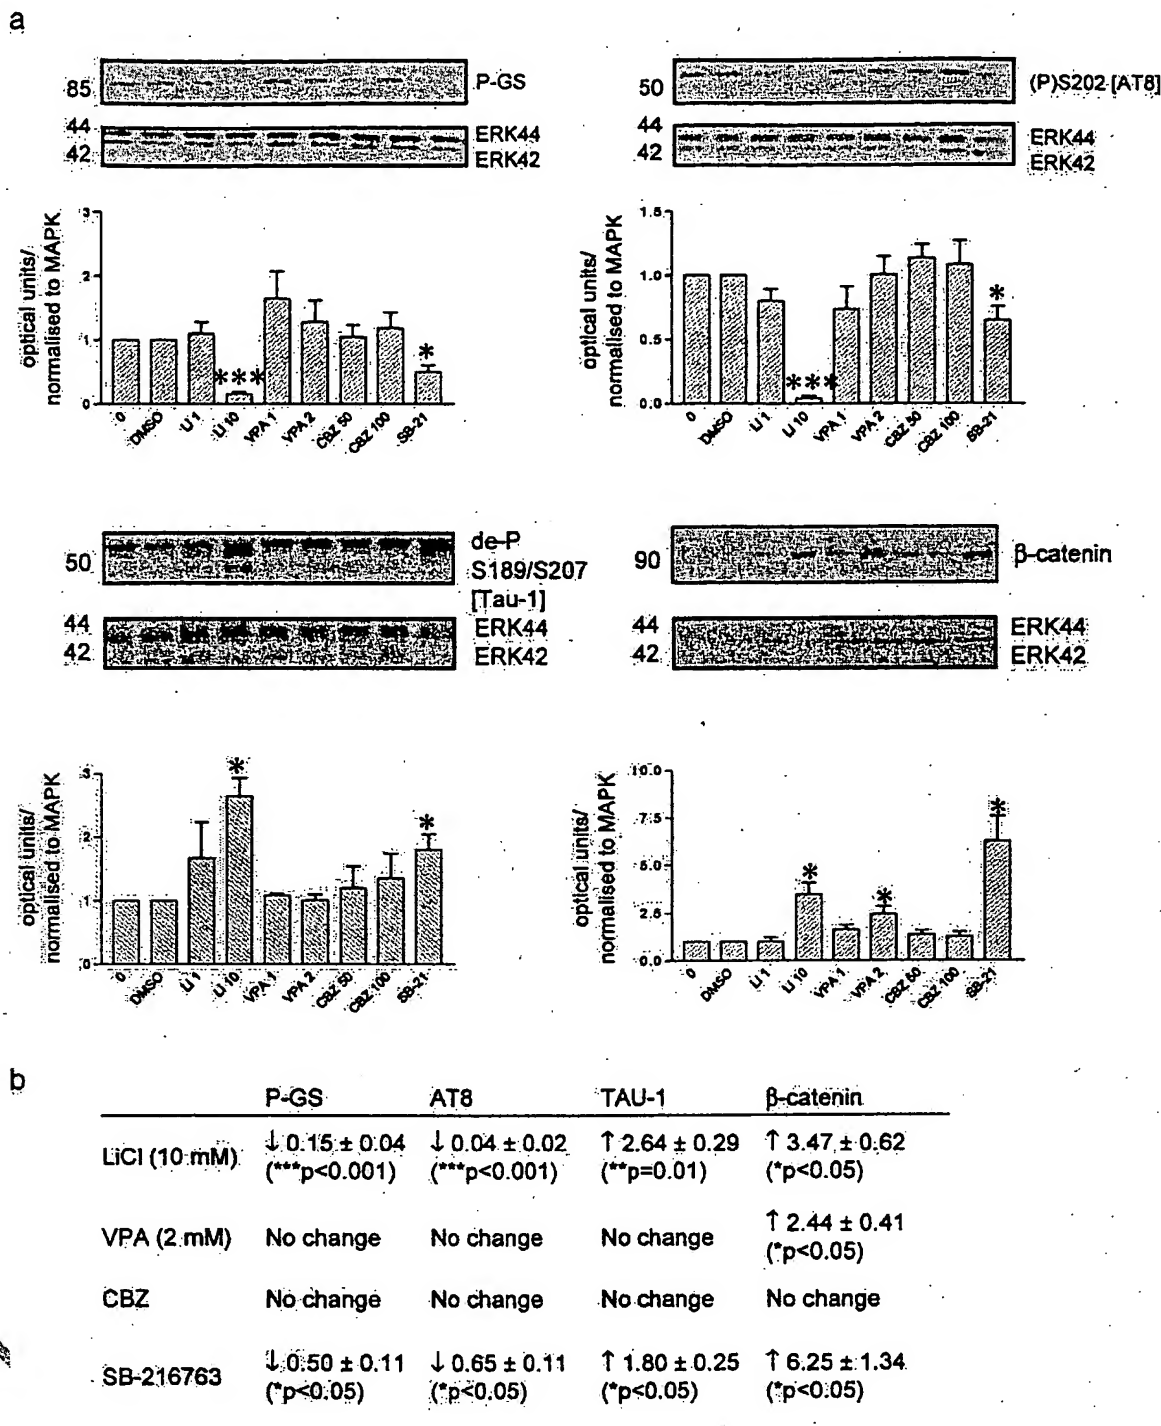 a
85
P-GS
44
42
ERK44
ERK42
optical units/
normalised to MAPK
3
2
1
0
***
*
0
DMSO
Li 1
Li 10
VPA 1
VPA 2
CBZ 50
CBZ 100
SB-21
50
(P)S202 [AT8]
44
42
ERK44
ERK42
optical units/
normalised to MAPK
1.5
1.0
0.5
0.0
***
*
0
DMSO
Li 1
Li 10
VPA 1
VPA 2
CBZ 50
CBZ 100
SB-21
50
de-P
S189/S207
[Tau-1]
44
42
ERK44
ERK42
optical units/
normalised to MAPK
3
2
1
0
*
*
0
DMSO
Li 1
Li 10
VPA 1
VPA 2
CBZ 50
CBZ 100
SB-21
90
β-catenin
44
42
ERK44
ERK42
optical units/
normalised to MAPK
10.0
7.5
5.0
2.5
0.0
*
*
*
0
DMSO
Li 1
Li 10
VPA 1
VPA 2
CBZ 50
CBZ 100
SB-21
b
P-GS AT8 TAU-1 β-catenin
LiCl (10 mM) ↓ 0.15 ± 0.04 ↓ 0.04 ± 0.02 ↑ 2.64 ± 0.29 ↑ 3.47 ± 0.62
(***p<0.001) (***p<0.001) (**p=0.01) (*p<0.05)
VPA (2 mM) No change No change No change ↑ 2.44 ± 0.41
(*p<0.05)
CBZ No change No change No change No change
SB-216763 ↓ 0.50 ± 0.11 ↓ 0.65 ± 0.11 ↑ 1.80 ± 0.25 ↑ 6.25 ± 1.34
(*p<0.05) (*p<0.05) (*p<0.05) (*p<0.05)